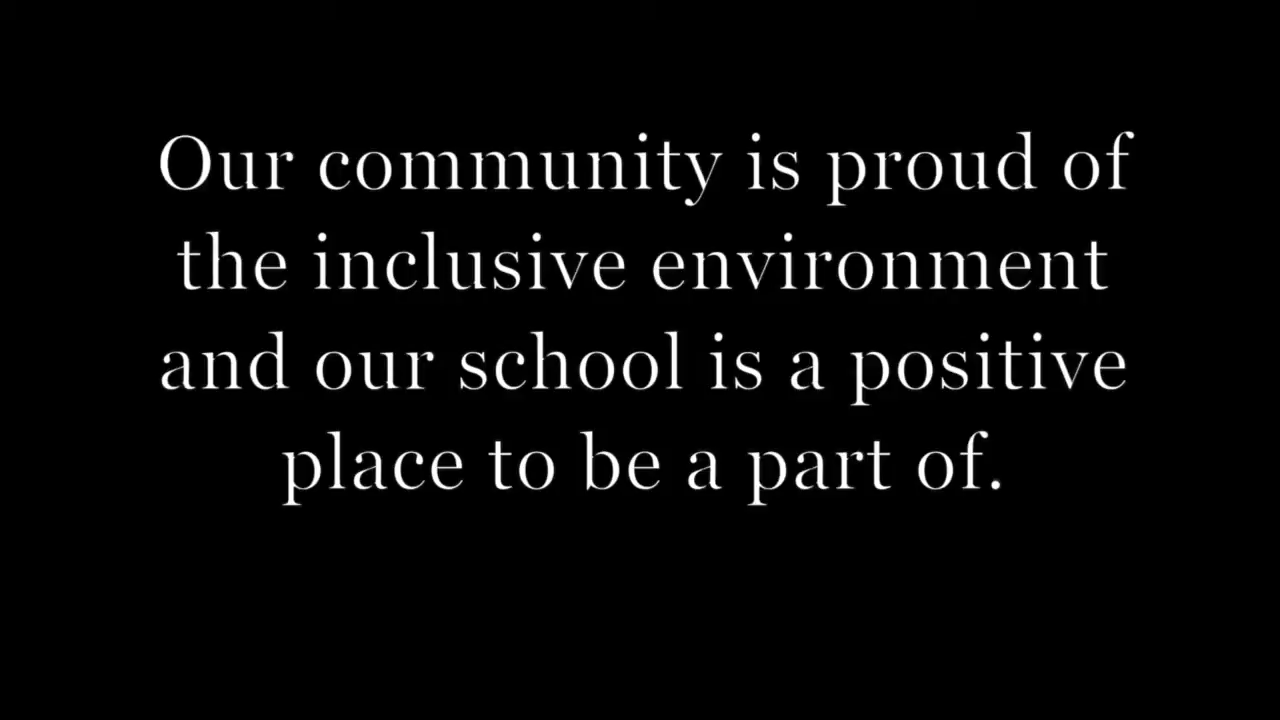 Our community is proud of
the inclusive environment
and our school is a positive
place to be a part of.